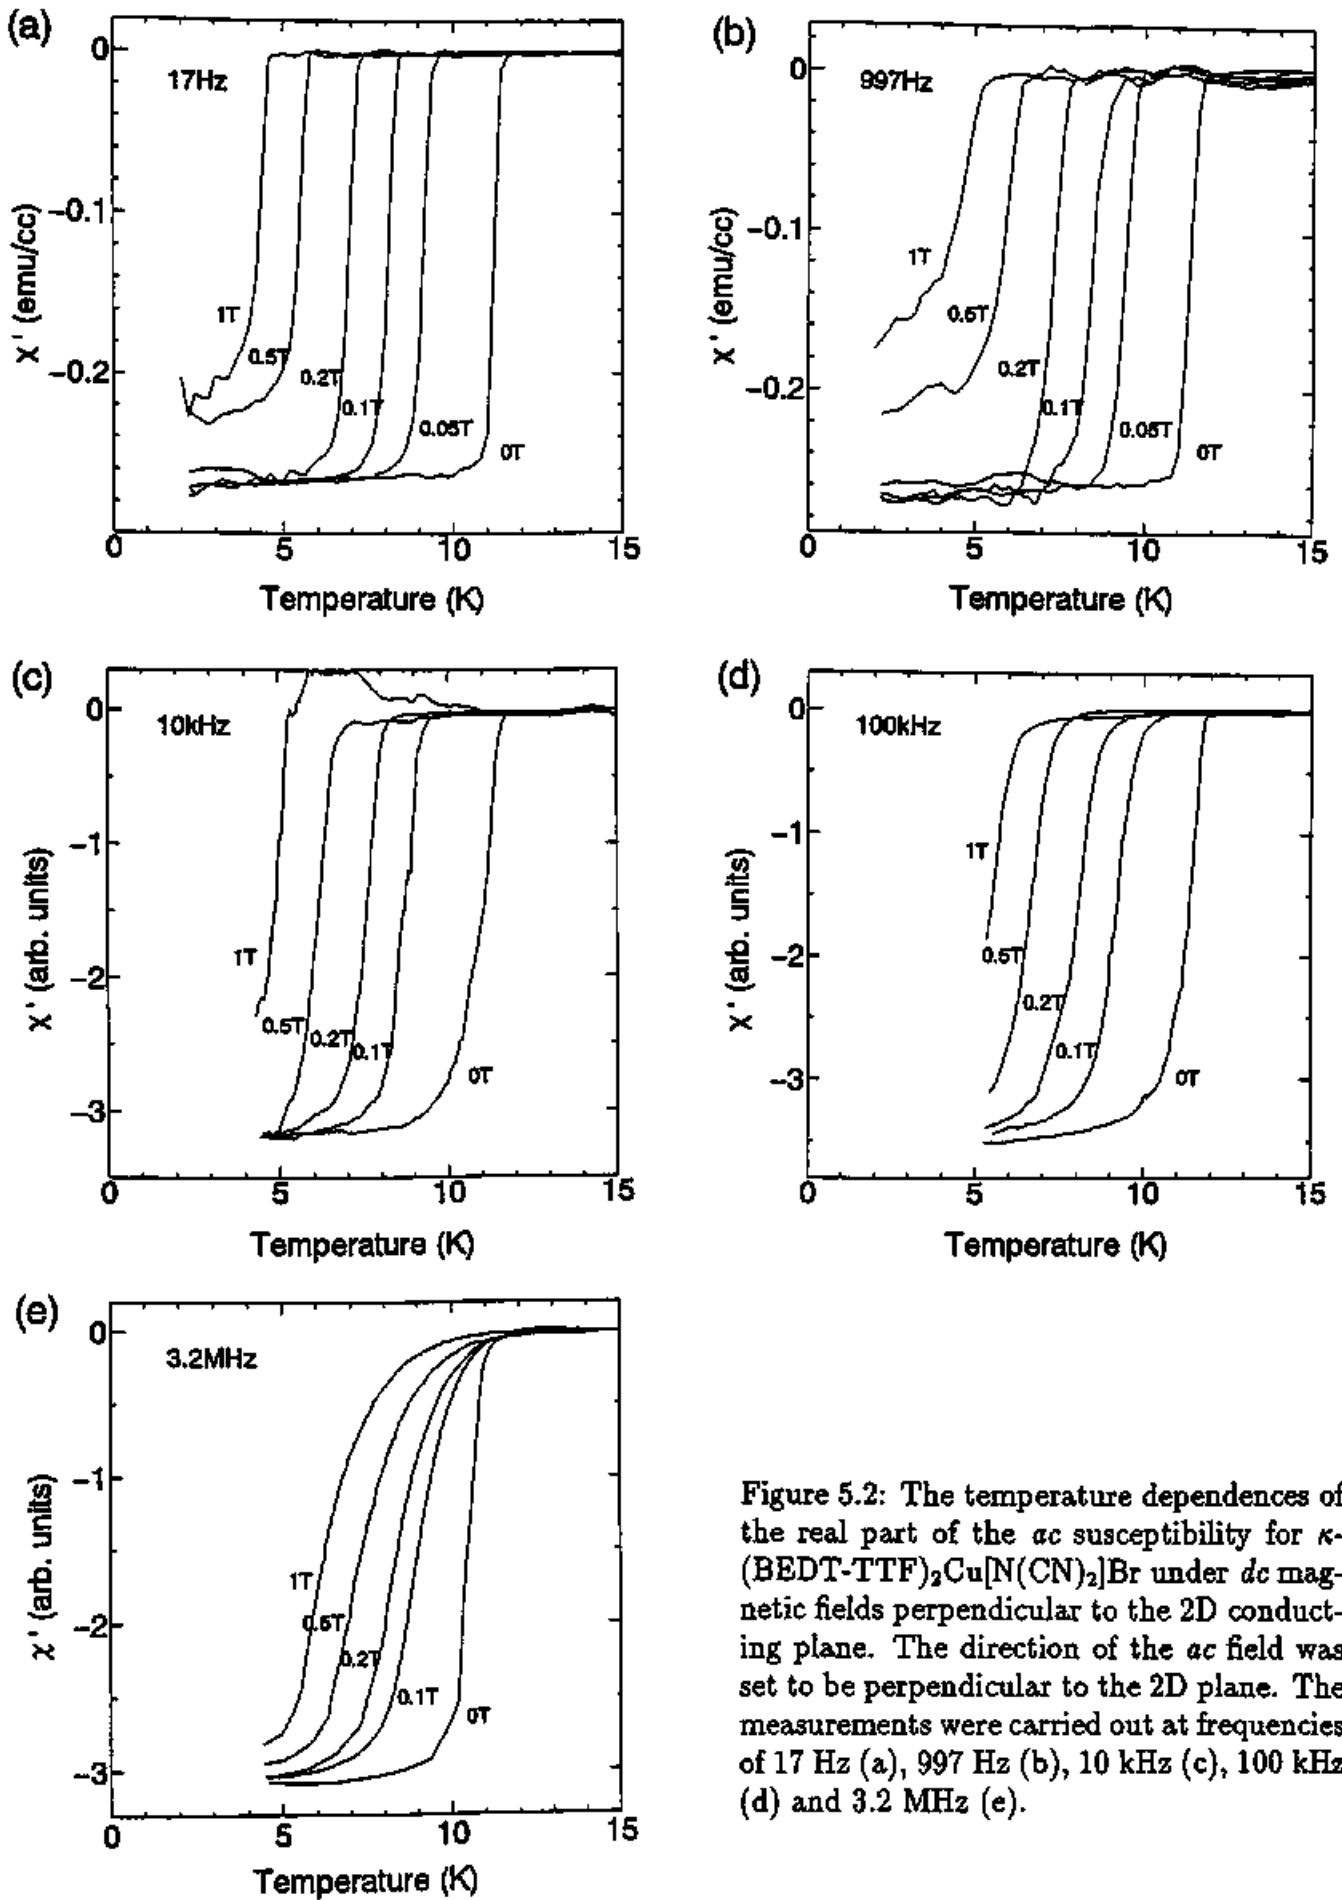 (a)
17Hz
0
−0.1
−0.2
χ ' (emu/cc)
1T
0.5T
0.2T
0.1T
0.05T
0T
0 5 10 15
Temperature (K)
(b)
997Hz
0
−0.1
−0.2
χ ' (emu/cc)
1T
0.5T
0.2T
0.1T
0.05T
0T
0 5 10 15
Temperature (K)
(c)
10kHz
0
−1
−2
−3
χ ' (arb. units)
1T
0.5T
0.2T
0.1T
0T
0 5 10 15
Temperature (K)
(d)
100kHz
0
−1
−2
−3
χ ' (arb. units)
1T
0.5T
0.2T
0.1T
0T
0 5 10 15
Temperature (K)
(e)
3.2MHz
0
−1
−2
−3
χ ' (arb. units)
1T
0.5T
0.2T
0.1T
0T
0 5 10 15
Temperature (K)
Figure 5.2: The temperature dependences of
the real part of the ac susceptibility for κ-
(BEDT-TTF)₂Cu[N(CN)₂]Br under dc mag-
netic fields perpendicular to the 2D conduct-
ing plane. The direction of the ac field was
set to be perpendicular to the 2D plane. The
measurements were carried out at frequencies
of 17 Hz (a), 997 Hz (b), 10 kHz (c), 100 kHz
(d) and 3.2 MHz (e).